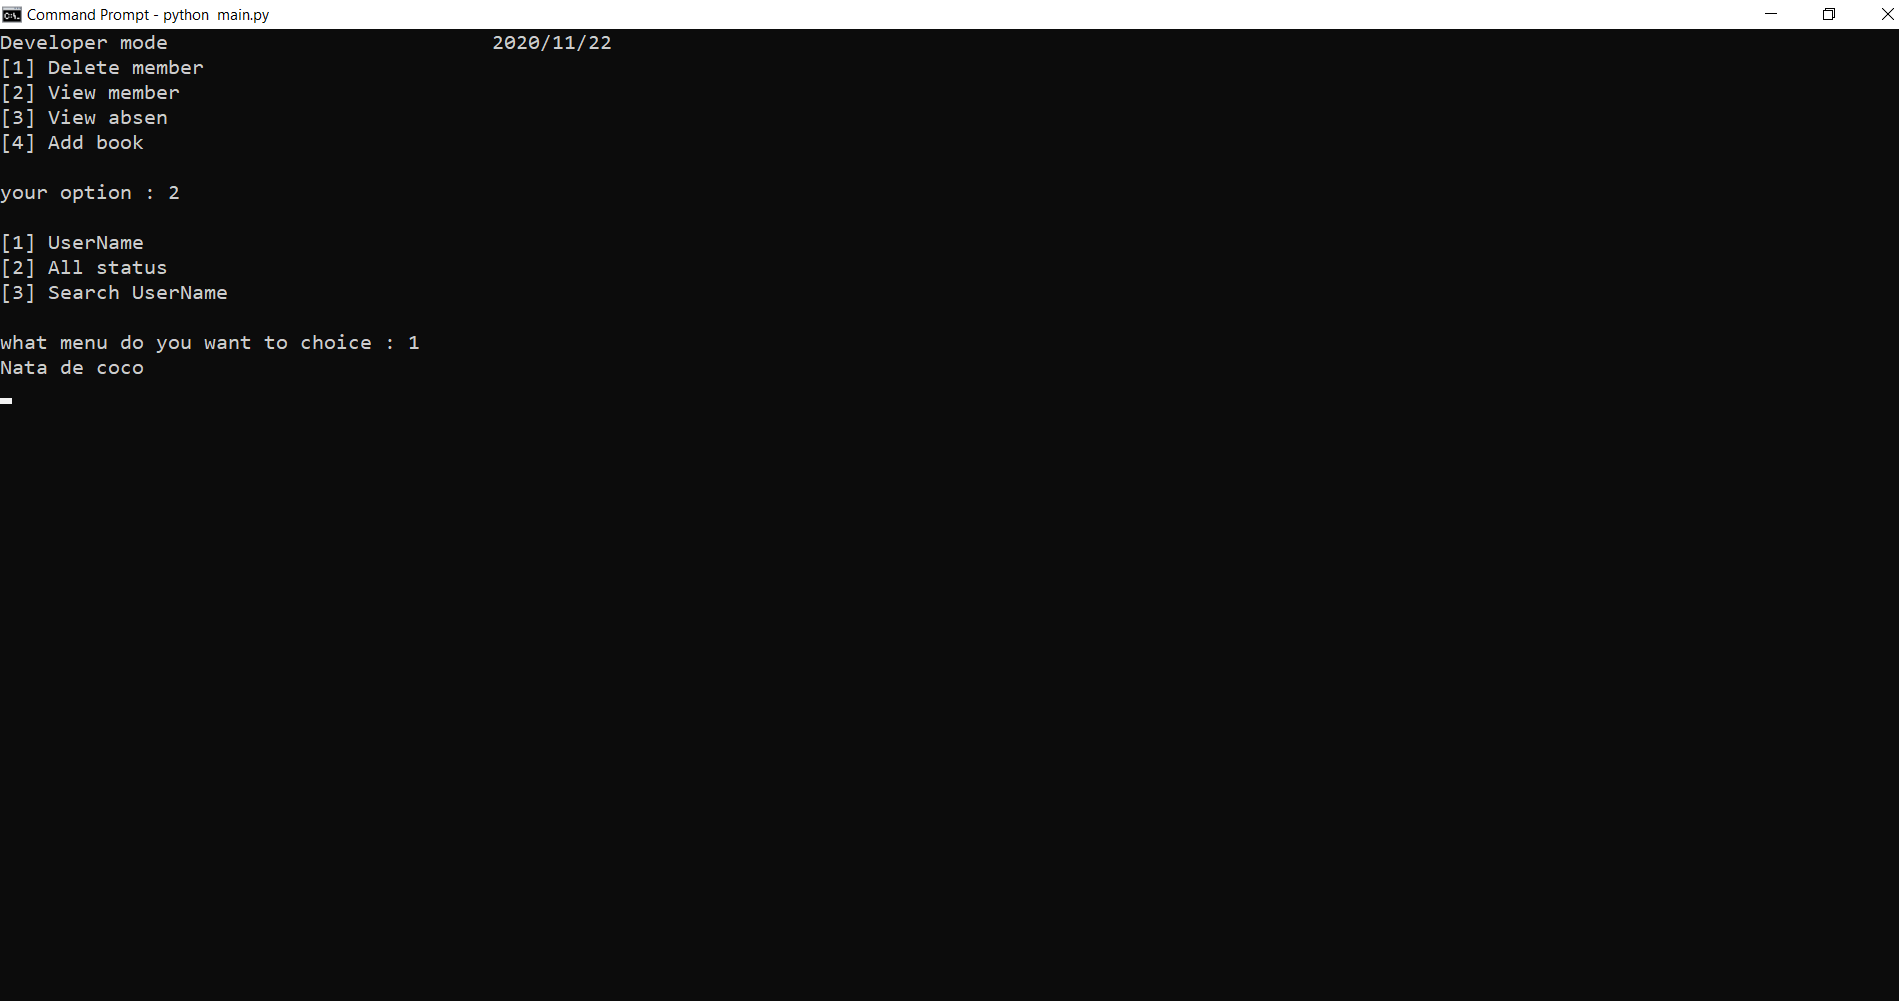 Command Prompt - python  main.py
Developer mode                           2020/11/22
[1] Delete member
[2] View member
[3] View absen
[4] Add book
your option : 2
[1] UserName
[2] All status
[3] Search UserName
what menu do you want to choice : 1
Nata de coco